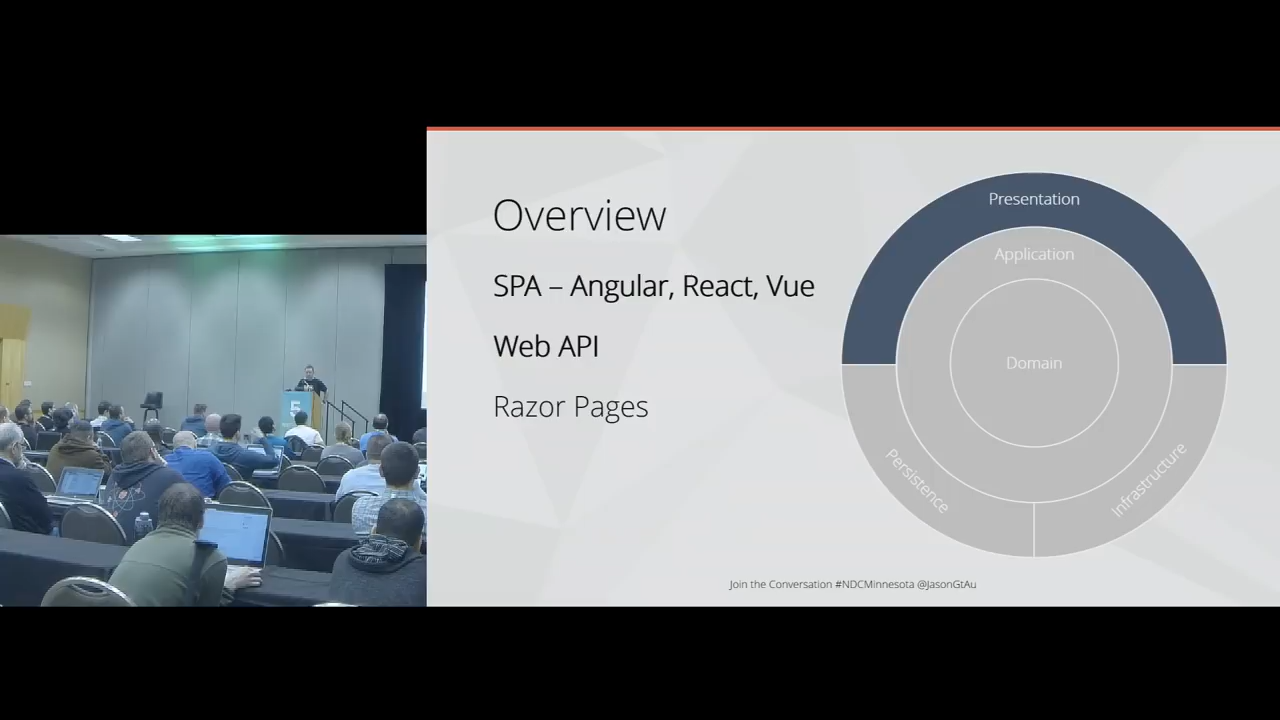 Overview
SPA – Angular, React, Vue
Web API
Razor Pages
Presentation
Application
Domain
Persistence
Infrastructure
Join the Conversation #NDCMinnesota @JasonGtAu
5